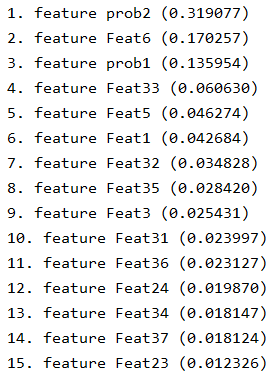 1. feature prob2 (0.319077)
2. feature Feat6 (0.170257)
3. feature prob1 (0.135954)
4. feature Feat33 (0.060630)
5. feature Feat5 (0.046274)
6. feature Feat1 (0.042684)
7. feature Feat32 (0.034828)
8. feature Feat35 (0.028420)
9. feature Feat3 (0.025431)
10. feature Feat31 (0.023997)
11. feature Feat36 (0.023127)
12. feature Feat24 (0.019870)
13. feature Feat34 (0.018147)
14. feature Feat37 (0.018124)
15. feature Feat23 (0.012326)